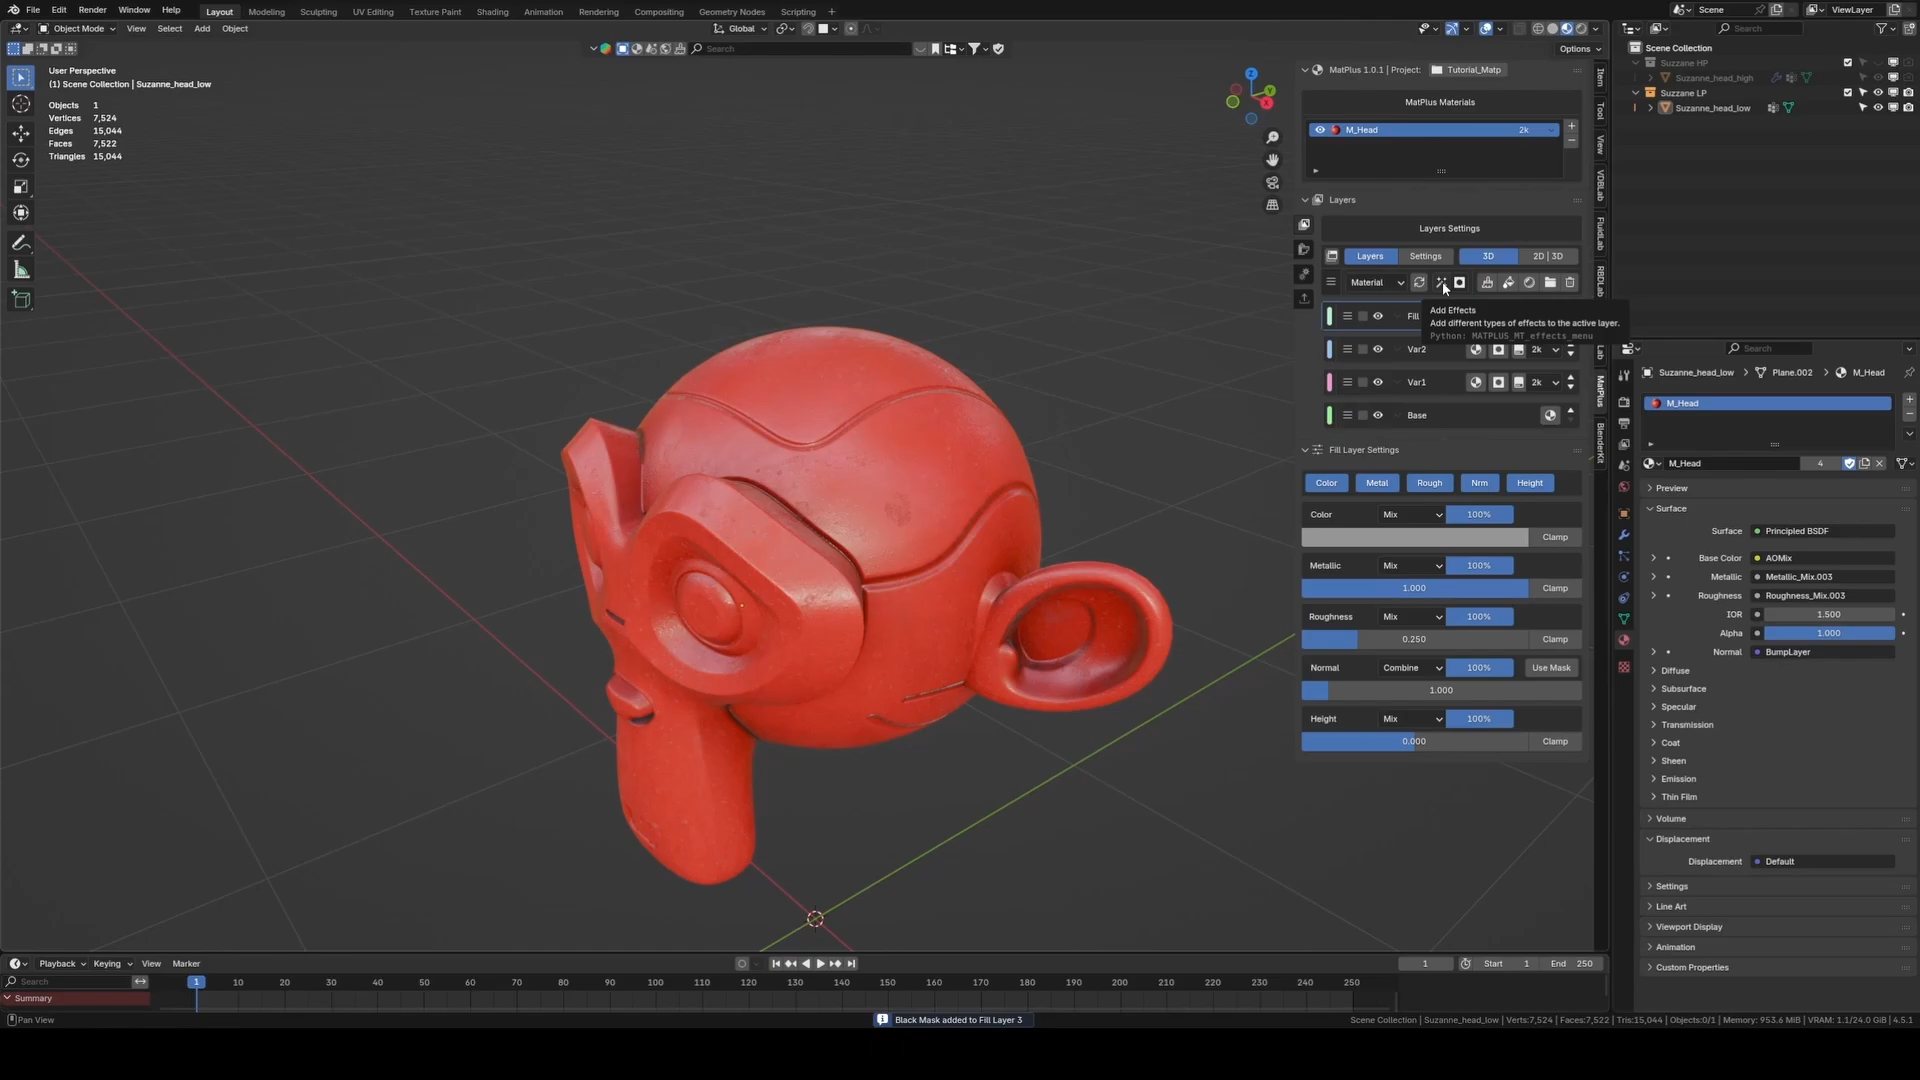 File Edit Render Window Help Layout Modeling Sculpting UV Editing Texture Paint Shading Animation Rendering Compositing Geometry Nodes Scripting + Scene ViewLayer
Object Mode View Select Add Object Global Search
Search Options
User Perspective
(1) Scene Collection | Suzanne_head_low
Objects 1
Vertices 7,524
Edges 15,044
Faces 7,522
Triangles 15,044
Z
Y
X
MatPlus 1.0.1 | Project: Tutorial_Matp
MatPlus Materials
M_Head 2k
Layers
Layers Settings
Layers Settings 3D 2D | 3D
Material
Fill
Add Effects
Add different types of effects to the active layer.
Python: MATPLUS_MT_effects_menu
Var2 2k
Var1 2k
Base
Fill Layer Settings
Color Metal Rough Nrm Height
Color Mix 100%
Clamp
Metallic Mix 100%
1.000 Clamp
Roughness Mix 100%
0.250 Clamp
Normal Combine 100% Use Mask
1.000
Height Mix 100%
0.000 Clamp
Item
Tool
View
VDBLab
FluidLab
RBDLab
Lab
MatPlus
BlenderKit
Scene Collection
Suzzane HP
Suzanne_head_high
Suzzane LP
Suzanne_head_low
Search
Suzanne_head_low > Plane.002 > M_Head
M_Head
M_Head 4
Preview
Surface
Surface Principled BSDF
Base Color AOMix
Metallic Metallic_Mix.003
Roughness Roughness_Mix.003
IOR 1.500
Alpha 1.000
Normal BumpLayer
Diffuse
Subsurface
Specular
Transmission
Coat
Sheen
Emission
Thin Film
Volume
Displacement
Displacement Default
Settings
Line Art
Viewport Display
Animation
Custom Properties
Playback Keying View Marker 1 Start 1 End 250
Search 1 10 20 30 40 50 60 70 80 90 100 110 120 130 140 150 160 170 180 190 200 210 220 230 240 250
Summary
Pan View Black Mask added to Fill Layer 3 Scene Collection | Suzanne_head_low | Verts:7,524 | Faces:7,522 | Tris:15,044 | Objects:0/1 | Memory: 953.6 MiB | VRAM: 1.1/24.0 GiB | 4.5.1